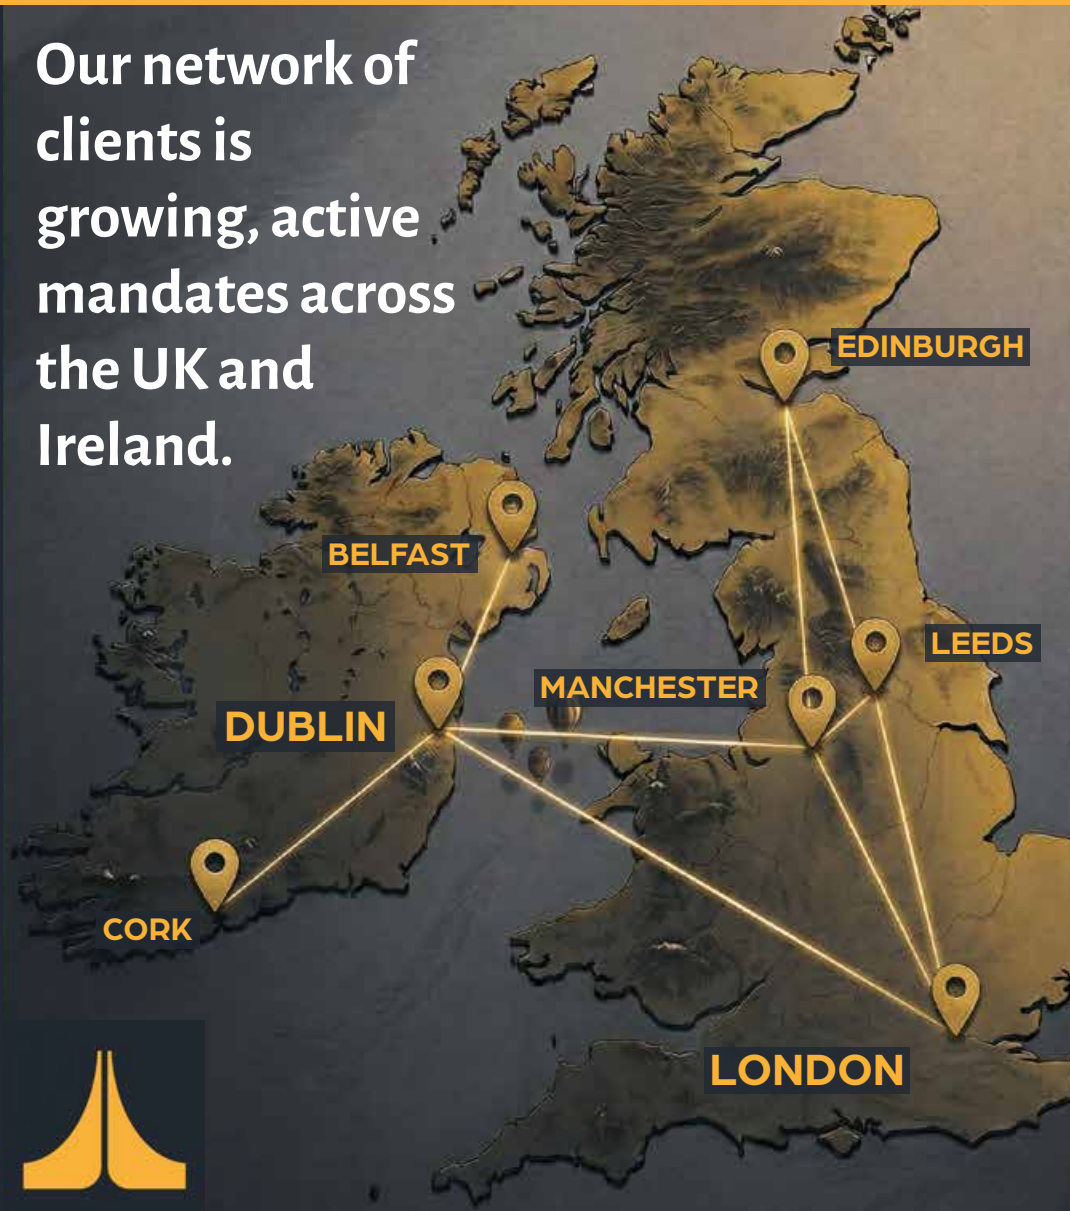 Our network of
clients is
growing, active
mandates across
the UK and
Ireland.
EDINBURGH
BELFAST
LEEDS
MANCHESTER
DUBLIN
CORK
LONDON